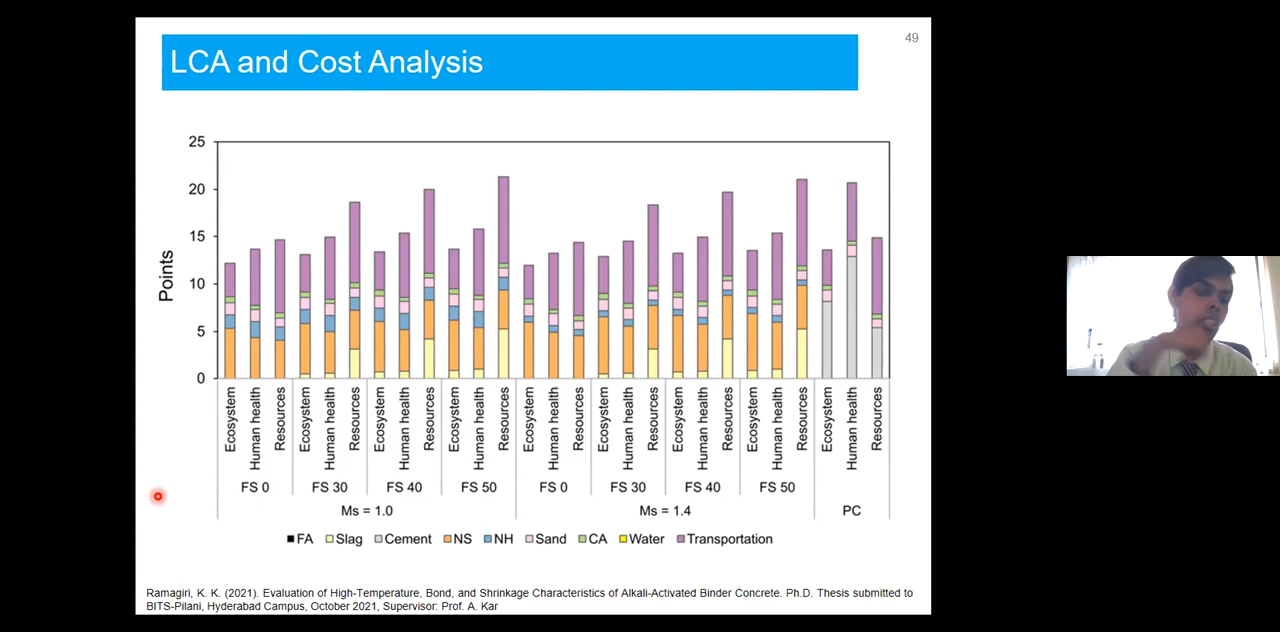 49
LCA and Cost Analysis
25
20
15
10
5
0
Points
Ecosystem
Human health
Resources
Ecosystem
Human health
Resources
Ecosystem
Human health
Resources
Ecosystem
Human health
Resources
Ecosystem
Human health
Resources
Ecosystem
Human health
Resources
Ecosystem
Human health
Resources
Ecosystem
Human health
Resources
Ecosystem
Human health
Resources
FS 0 FS 30 FS 40 FS 50 FS 0 FS 30 FS 40 FS 50
Ms = 1.0 Ms = 1.4 PC
FA Slag Cement NS NH Sand CA Water Transportation
Ramagiri, K. K. (2021). Evaluation of High-Temperature, Bond, and Shrinkage Characteristics of Alkali-Activated Binder Concrete. Ph.D. Thesis submitted to
BITS-Pilani, Hyderabad Campus, October 2021, Supervisor: Prof. A. Kar